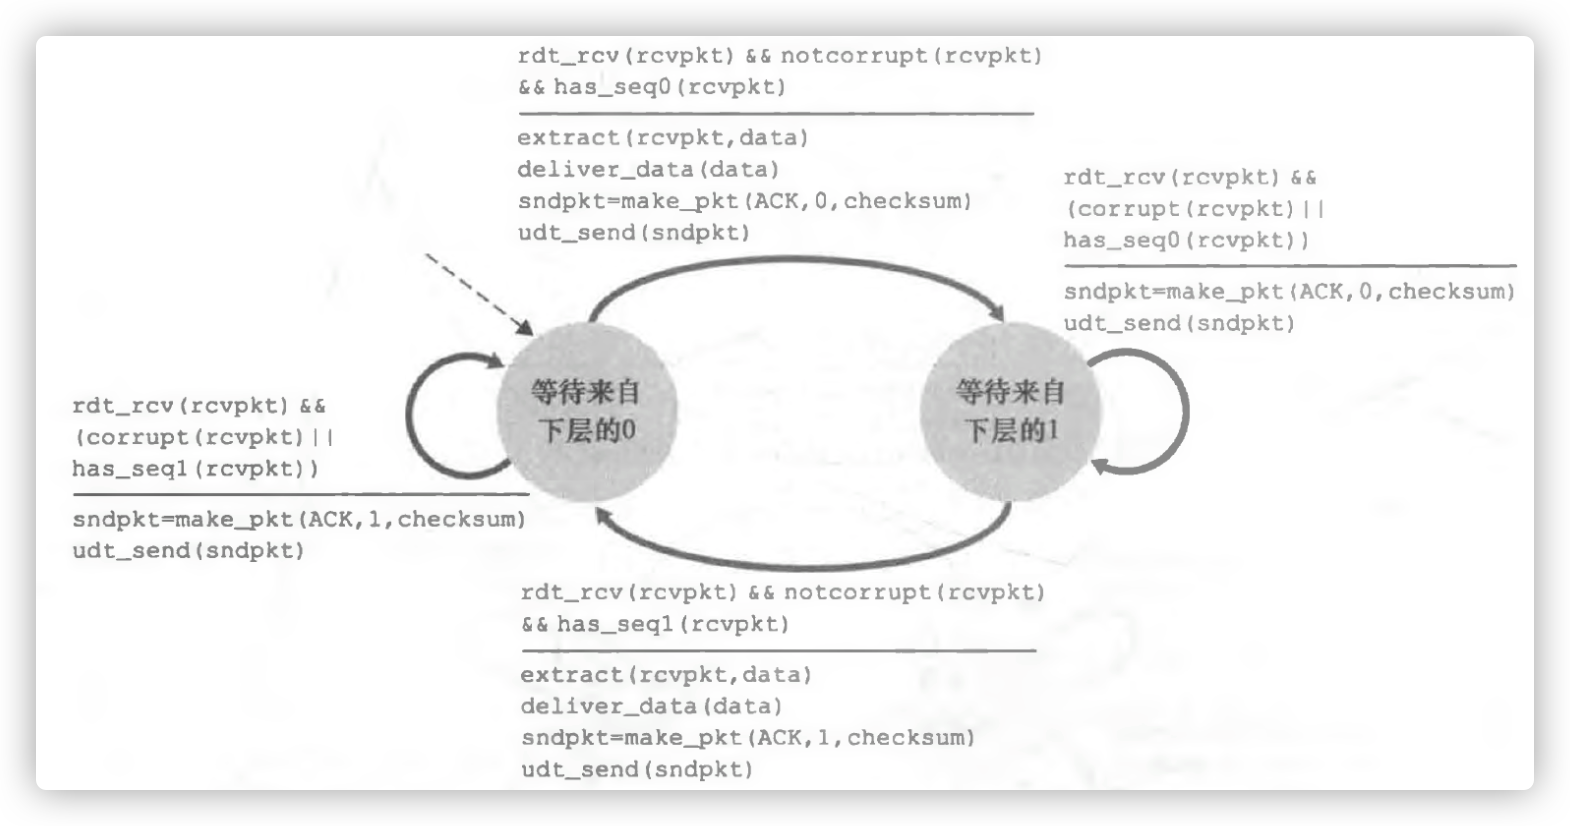 rdt_rcv(rcvpkt) && notcorrupt(rcvpkt)
&& has_seq0(rcvpkt)
extract(rcvpkt,data)
deliver_data(data)
sndpkt=make_pkt(ACK,0,checksum)
udt_send(sndpkt)
rdt_rcv(rcvpkt) &&
(corrupt(rcvpkt)||
has_seq0(rcvpkt))
sndpkt=make_pkt(ACK,0,checksum)
udt_send(sndpkt)
等待来自
下层的0
等待来自
下层的1
rdt_rcv(rcvpkt) &&
(corrupt(rcvpkt)||
has_seq1(rcvpkt))
sndpkt=make_pkt(ACK,1,checksum)
udt_send(sndpkt)
rdt_rcv(rcvpkt) && notcorrupt(rcvpkt)
&& has_seq1(rcvpkt)
extract(rcvpkt,data)
deliver_data(data)
sndpkt=make_pkt(ACK,1,checksum)
udt_send(sndpkt)